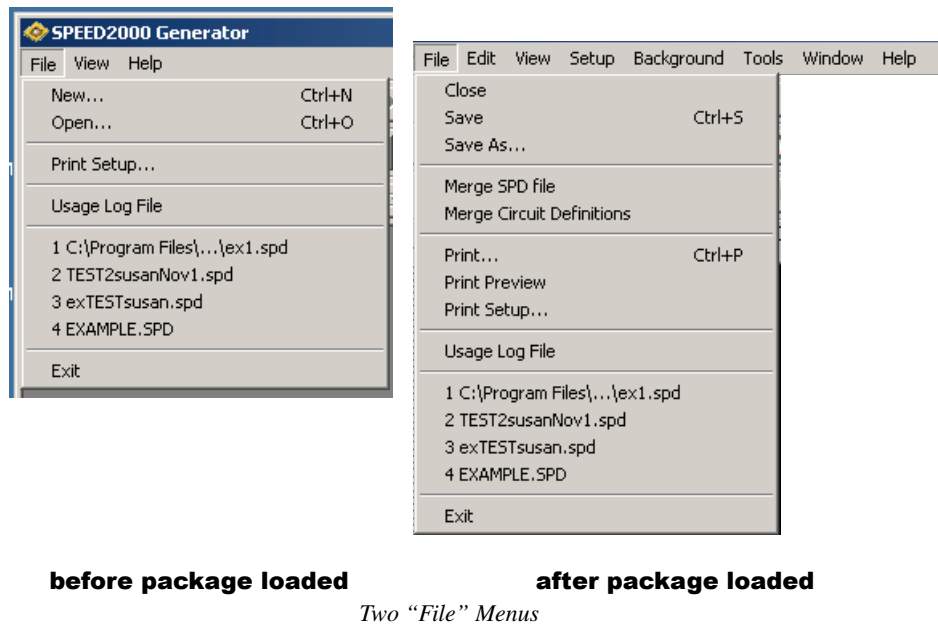 SPEED2000 Generator
File View Help
New... Ctrl+N
Open... Ctrl+O
Print Setup...
Usage Log File
1 C:\Program Files\...\ex1.spd
2 TEST2susanNov1.spd
3 exTESTsusan.spd
4 EXAMPLE.SPD
Exit
File Edit View Setup Background Tools Window Help
Close
Save Ctrl+S
Save As...
Merge SPD file
Merge Circuit Definitions
Print... Ctrl+P
Print Preview
Print Setup...
Usage Log File
1 C:\Program Files\...\ex1.spd
2 TEST2susanNov1.spd
3 exTESTsusan.spd
4 EXAMPLE.SPD
Exit
before package loaded
after package loaded
Two “File” Menus